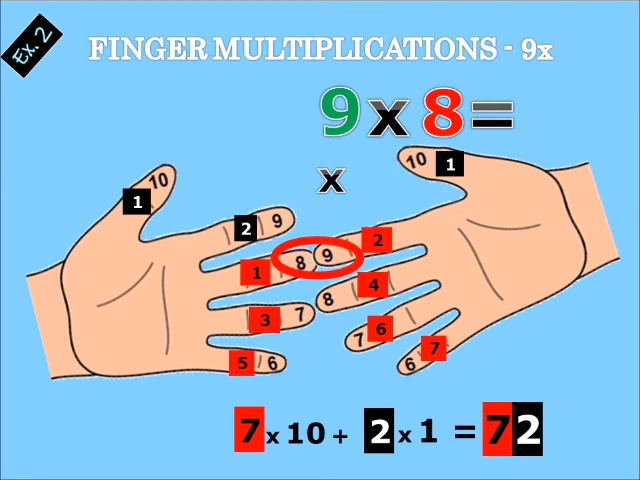 Ex. 2
FINGER MULTIPLICATIONS - 9x
9 x 8 =
x
10 1
10 1
2 9
1 8 9 2
8 4
3 7
7 6
5 6
6 7
7 x 10 + 2 x 1 = 72